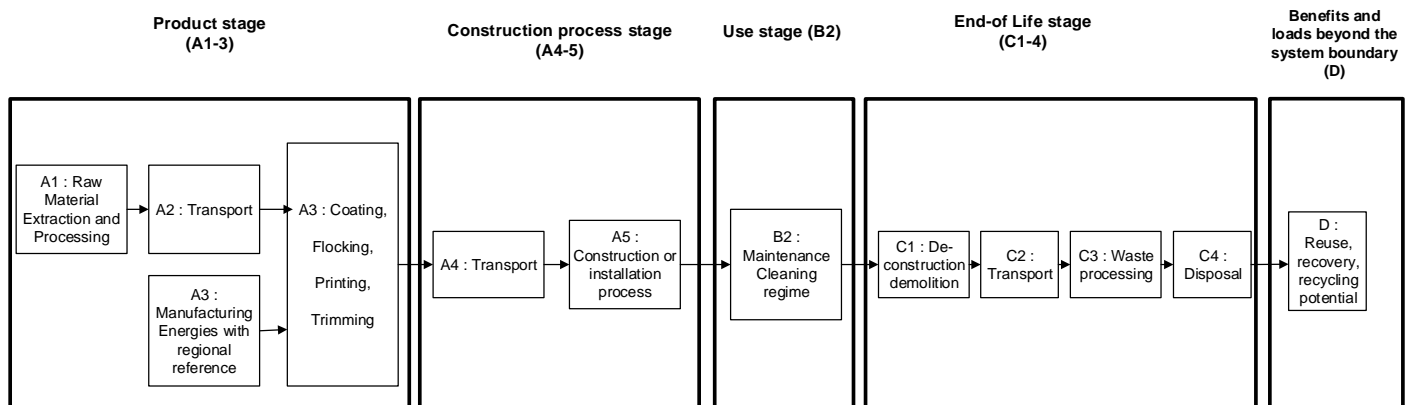 Product stage
(A1-3)
Construction process stage
(A4-5)
Use stage (B2)
End-of Life stage
(C1-4)
Benefits and
loads beyond the
system boundary
(D)
A1 : Raw
Material
Extraction and
Processing
A2 : Transport
A3 :
Manufacturing
Energies with
regional
reference
A3 : Coating,
Flocking,
Printing,
Trimming
A4 : Transport
A5 :
Construction or
installation
process
B2 :
Maintenance
Cleaning
regime
C1 : De-
construction
demolition
C2 :
Transport
C3 : Waste
processing
C4 :
Disposal
D :
Reuse,
recovery,
recycling
potential